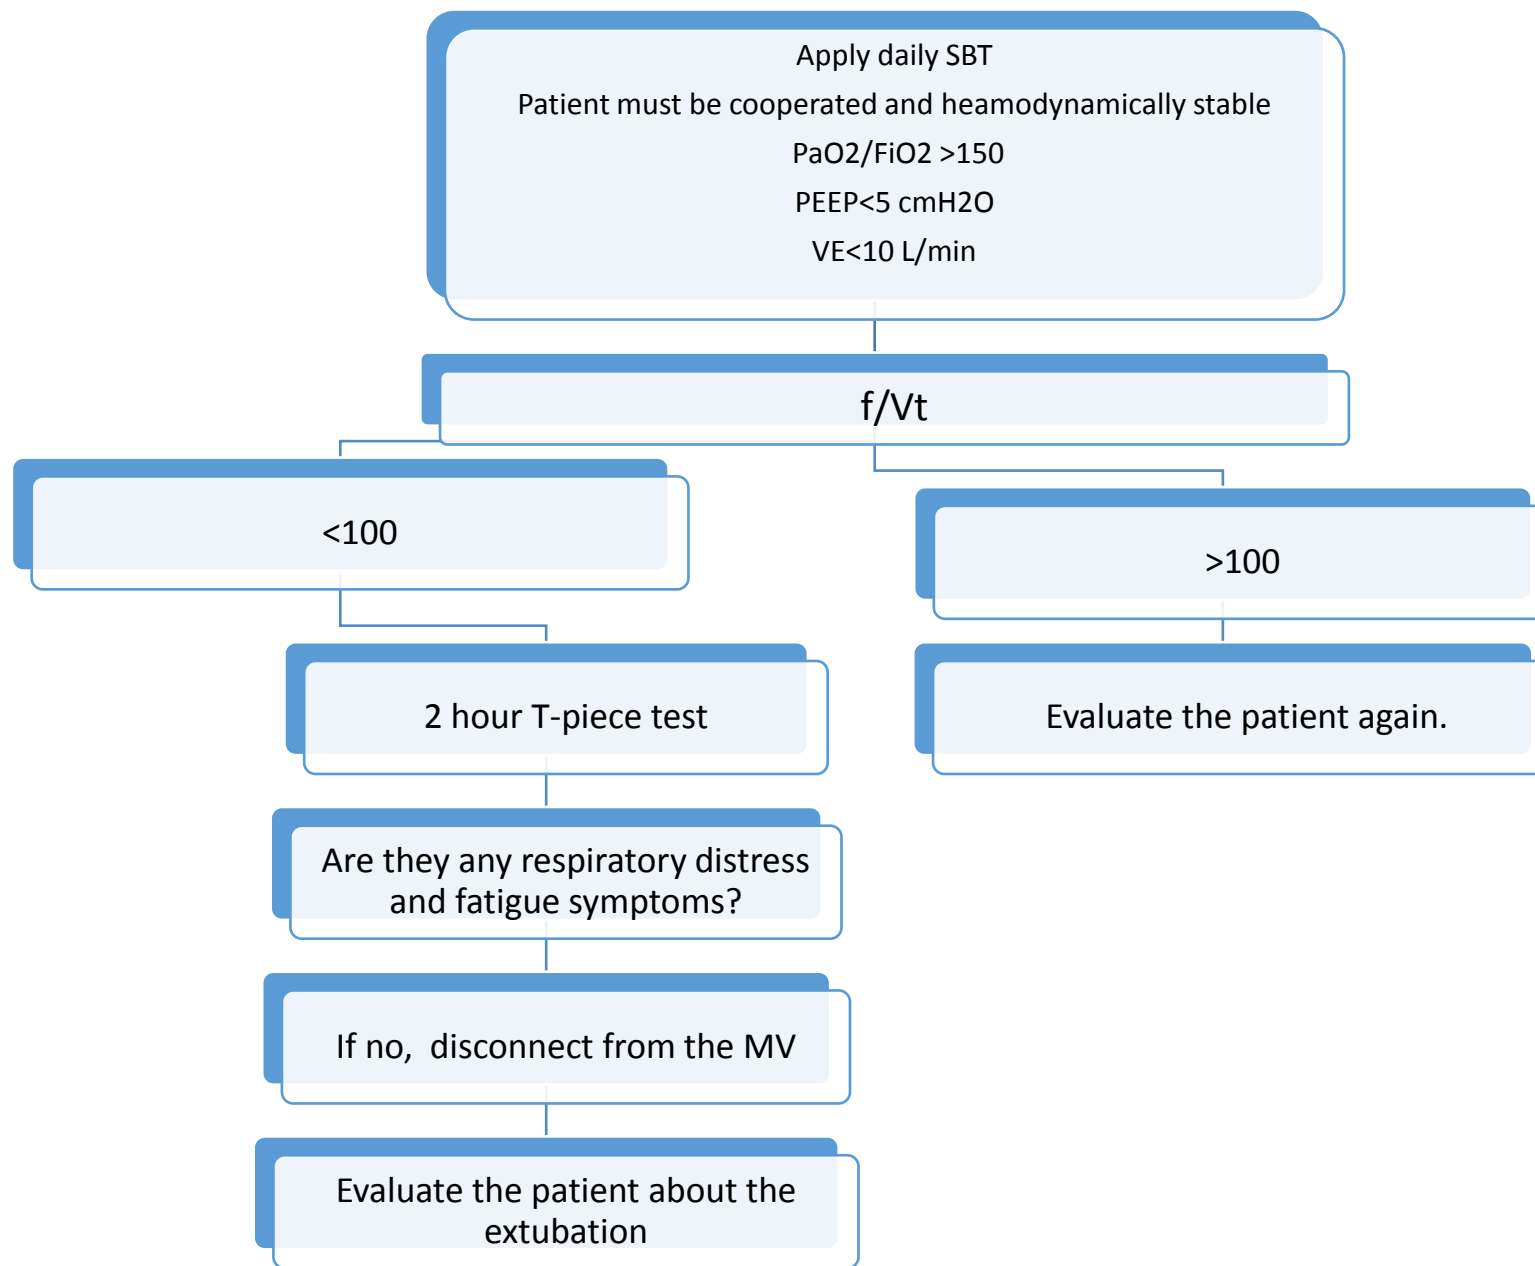 Apply daily SBT
Patient must be cooperated and heamodynamically stable
PaO2/FiO2 >150
PEEP<5 cmH2O
VE<10 L/min
f/Vt
<100
>100
2 hour T-piece test
Evaluate the patient again.
Are they any respiratory distress
and fatigue symptoms?
If no,  disconnect from the MV
Evaluate the patient about the
extubation